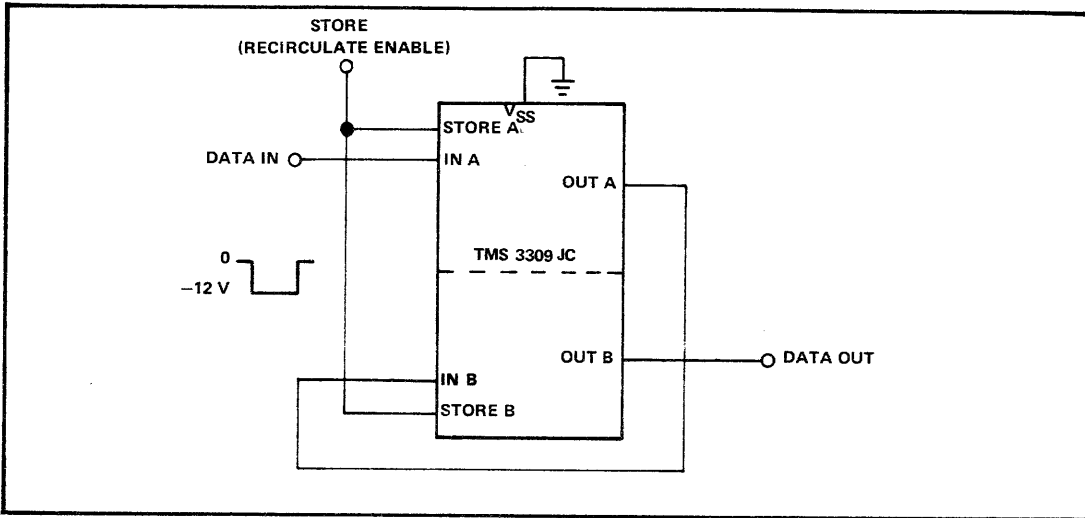 STORE
(RECIRCULATE ENABLE)
VSS
STORE A
DATA IN
IN A
OUT A
TMS 3309 JC
0
−12 V
OUT B
DATA OUT
IN B
STORE B